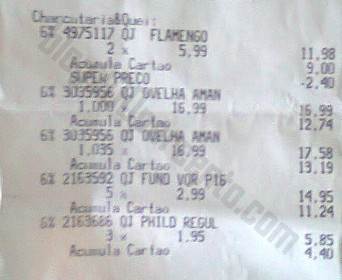 Charcutaria&Quei:
6% 4975117 QJ FLAMENGO
2 x 5,99 11,98
Acumula Cartao 9,00
SUPER PRECO -2,40
6% 3035956 QJ OVELHA AMAN
1,000 x 16,99 16,99
Acumula Cartao 12,74
6% 3035956 QJ OVELHA AMAN
1,035 x 16,99 17,58
Acumula Cartao 13,19
6% 2163592 QJ FUND VOR P16
5 x 2,99 14,95
Acumula Cartao 11,24
6% 2163686 QJ PHILD REGUL
3 x 1,95 5,85
Acumula Cartao 4,40